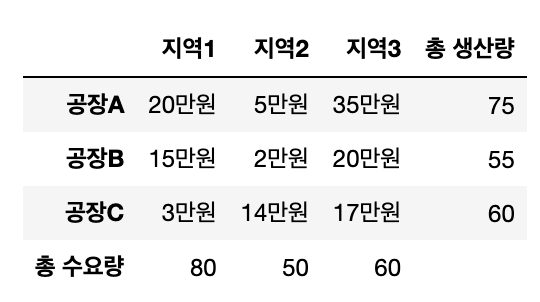 지역1 지역2 지역3 총 생산량
공장A 20만원 5만원 35만원 75
공장B 15만원 2만원 20만원 55
공장C 3만원 14만원 17만원 60
총 수요량 80 50 60